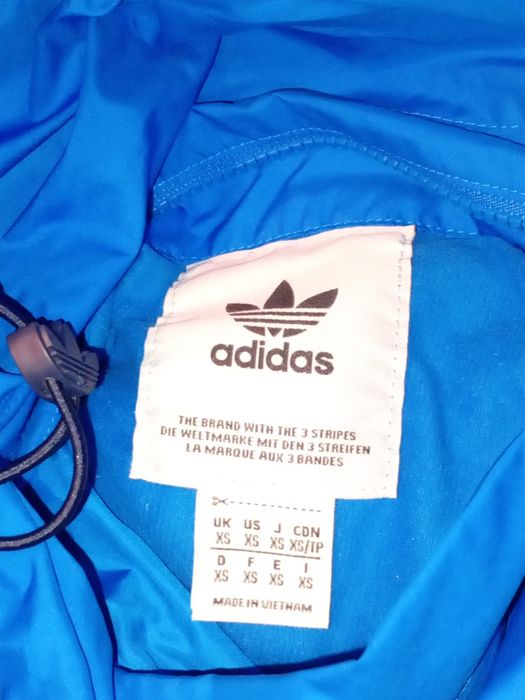 adidas
THE BRAND WITH THE 3 STRIPES
DIE WELTMARKE MIT DEN 3 STREIFEN
LA MARQUE AUX 3 BANDES
UK US J CDN
XS XS XS XS/TP
D F E I
XS XS XS XS
MADE IN VIETNAM